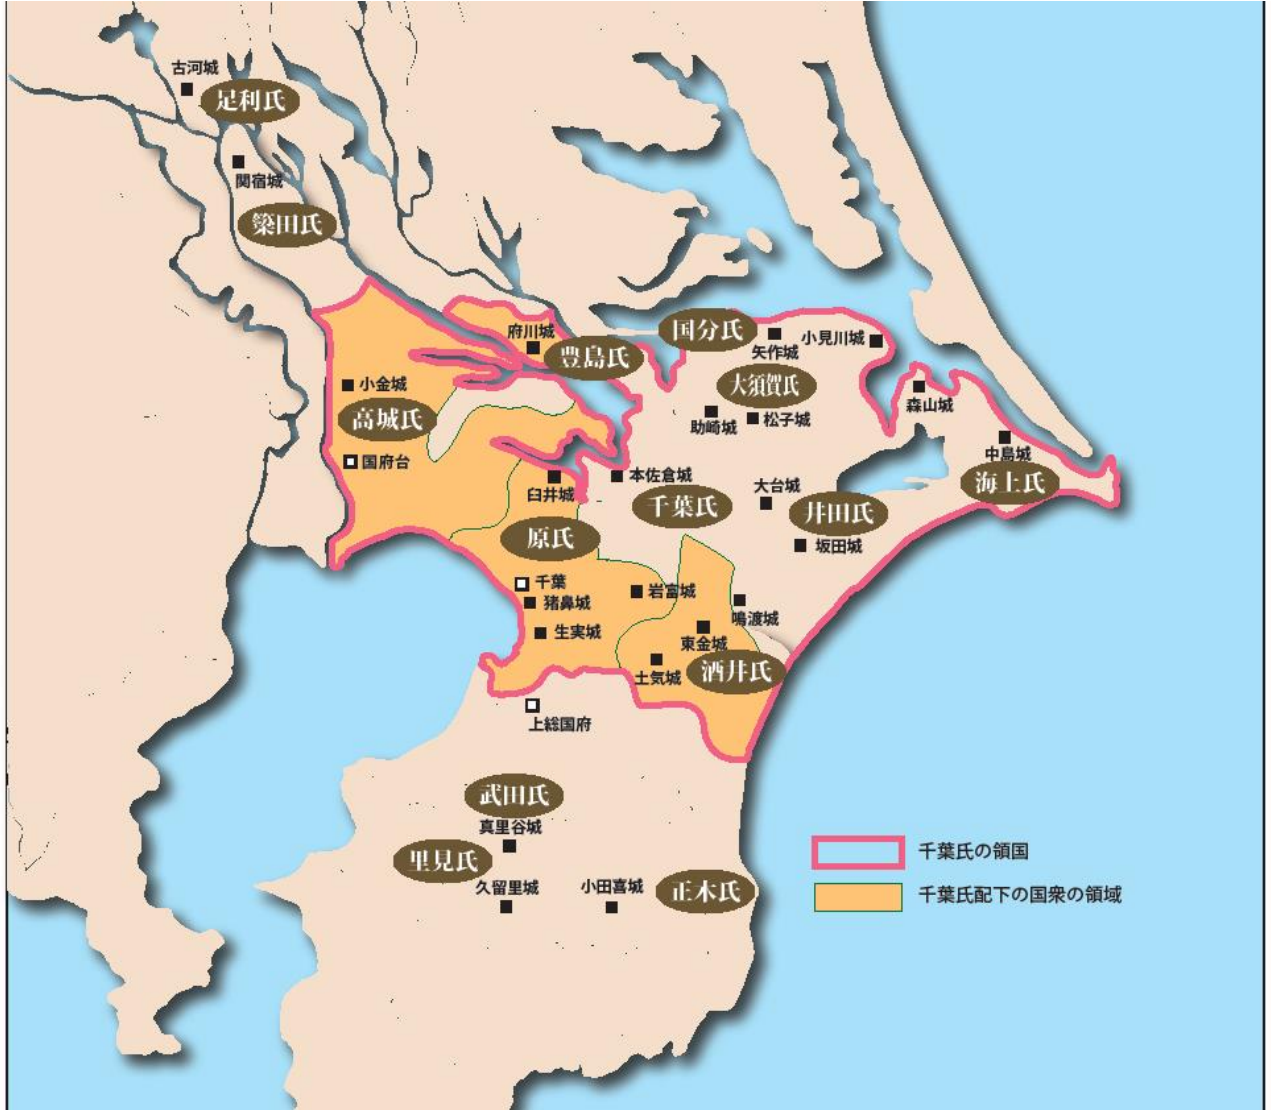 古河城
足利氏
関宿城
簗田氏
府川城
豊島氏
国分氏
矢作城
小見川城
大須賀氏
小金城
高城氏
助崎城
松子城
森山城
中島城
海上氏
国府台
臼井城
本佐倉城
千葉氏
大台城
井田氏
坂田城
原氏
千葉
猪鼻城
岩富城
鳴渡城
生実城
東金城
土気城
酒井氏
上総国府
武田氏
真里谷城
里見氏
久留里城
小田喜城
正木氏
千葉氏の領国
千葉氏配下の国衆の領域